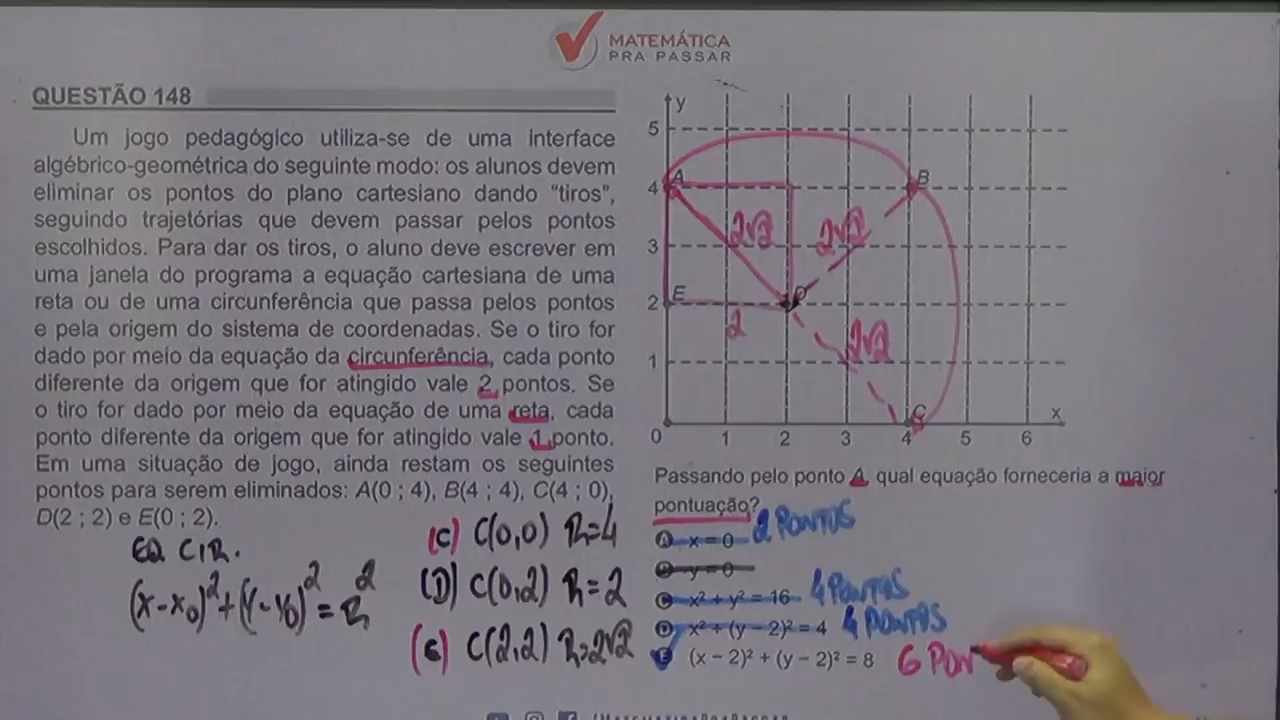 MATEMÁTICA
PRA PASSAR
QUESTÃO 148
Um jogo pedagógico utiliza-se de uma interface
algébrico-geométrica do seguinte modo: os alunos devem
eliminar os pontos do plano cartesiano dando "tiros",
seguindo trajetórias que devem passar pelos pontos
escolhidos. Para dar os tiros, o aluno deve escrever em
uma janela do programa a equação cartesiana de uma
reta ou de uma circunferência que passa pelos pontos
e pela origem do sistema de coordenadas. Se o tiro for
dado por meio da equação da circunferência, cada ponto
diferente da origem que for atingido vale 2 pontos. Se
o tiro for dado por meio da equação de uma reta, cada
ponto diferente da origem que for atingido vale 1 ponto.
Em uma situação de jogo, ainda restam os seguintes
pontos para serem eliminados: A(0 ; 4), B(4 ; 4), C(4 ; 0),
D(2 ; 2) e E(0 ; 2).
EQ CIR.
(x-x0)²+(y-y0)²=R²
(C) C(0,0) R=4
(D) C(0,2) R=2
(E) C(2,2) R=2√2
y
5
4 A B
2√2 2√2
3
2 E D
2 2√2
1
C x
0 1 2 3 4 5 6
Passando pelo ponto A, qual equação forneceria a maior
pontuação?
A x = 0 2 PONTOS
B y = 0
C x² + y² = 16 4 PONTOS
D x² + (y – 2)² = 4 4 PONTOS
E (x – 2)² + (y – 2)² = 8 6 PON